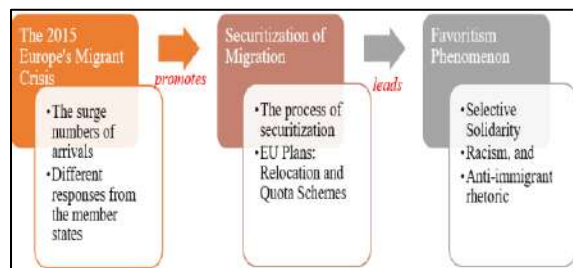 The 2015
Europe's Migrant
Crisis
•The surge
numbers of
arrivals
•Different
responses from
the member
states
promotes
Securitization of
Migration
•The process of
securitization
•EU Plans:
Relocation and
Quota Schemes
leads
Favoritism
Phenomenon
•Selective
Solidarity
•Racism, and
•Anti-immigrant
rhetoric